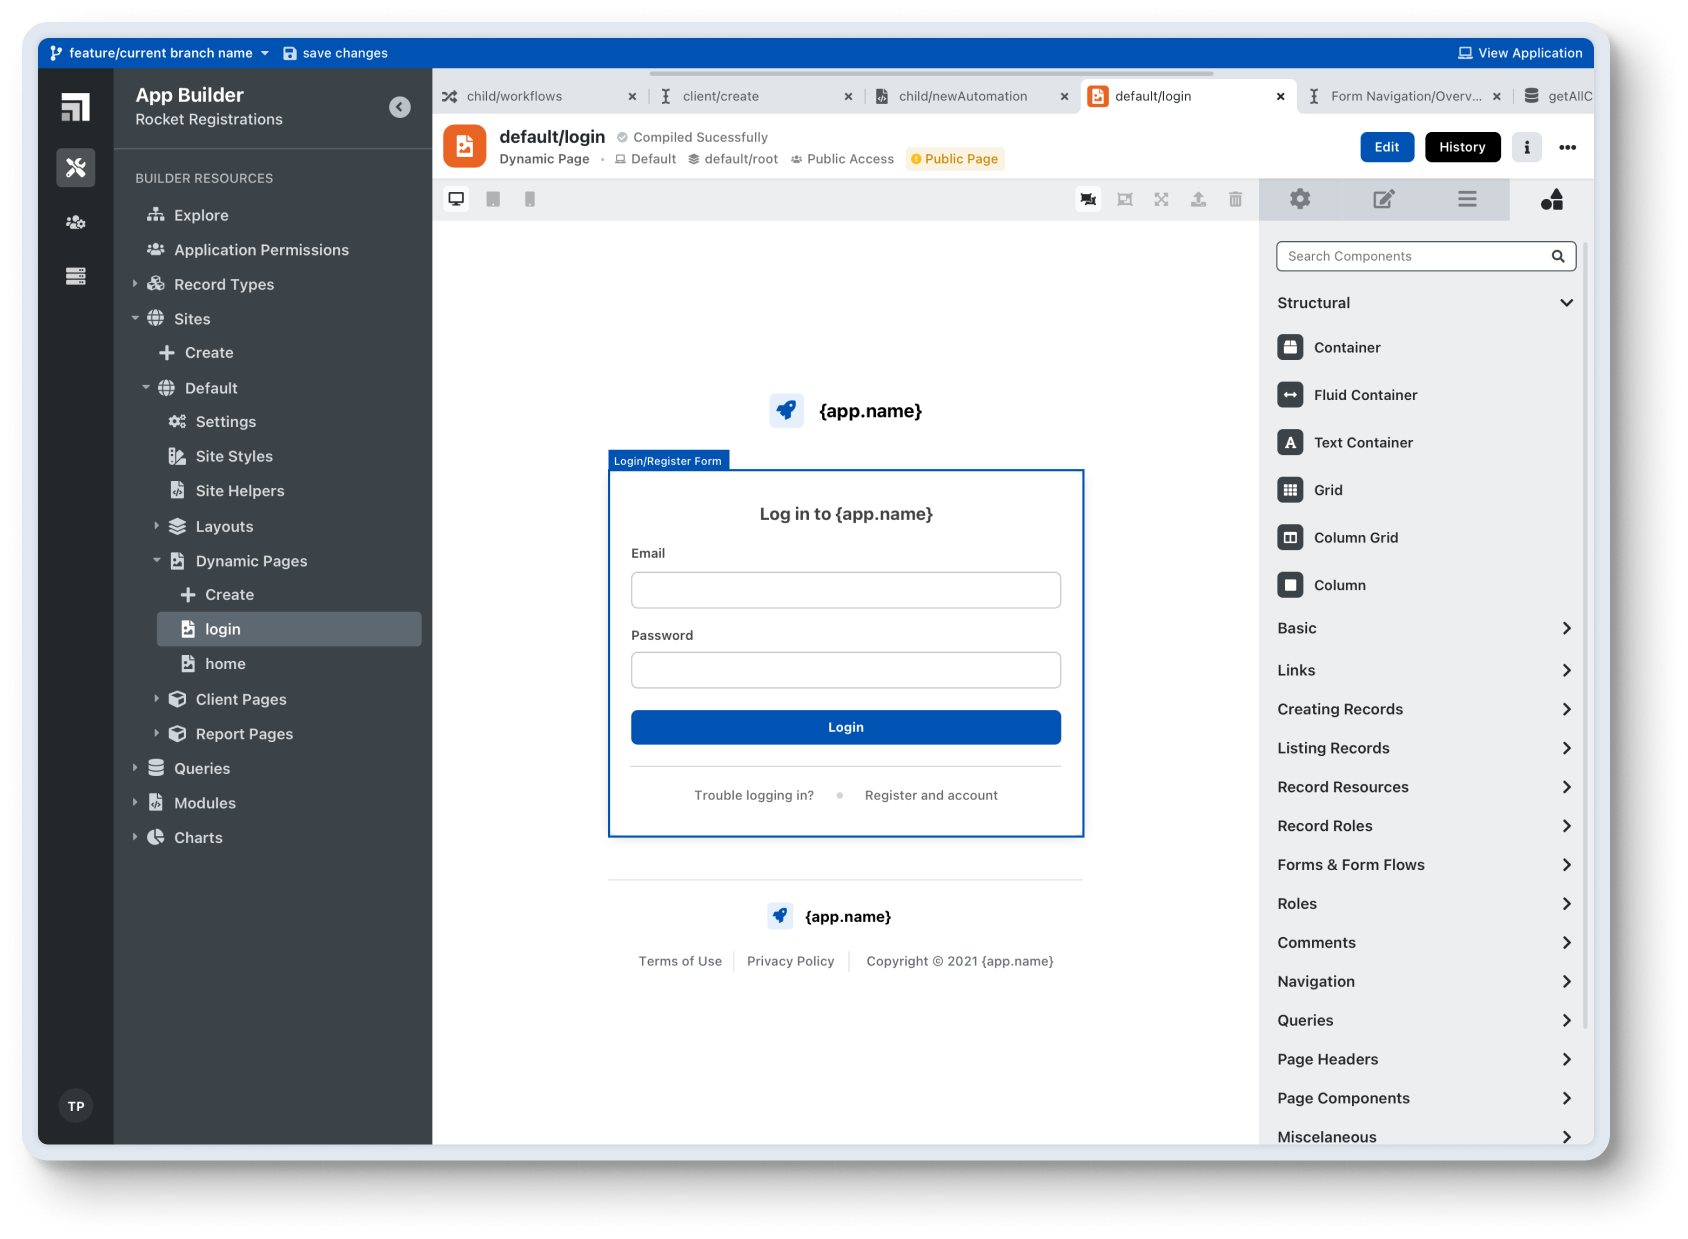 feature/current branch name
save changes
View Application
App Builder
Rocket Registrations
BUILDER RESOURCES
Explore
Application Permissions
Record Types
Sites
Create
Default
Settings
Site Styles
Site Helpers
Layouts
Dynamic Pages
Create
login
home
Client Pages
Report Pages
Queries
Modules
Charts
TP
child/workflows
client/create
child/newAutomation
default/login
Form Navigation/Overv...
getAllC
default/login
Compiled Sucessfully
Dynamic Page
Default
default/root
Public Access
Public Page
Edit
History
{app.name}
Login/Register Form
Log in to {app.name}
Email
Password
Login
Trouble logging in?
Register and account
{app.name}
Terms of Use
Privacy Policy
Copyright © 2021 {app.name}
Search Components
Structural
Container
Fluid Container
A
Text Container
Grid
Column Grid
Column
Basic
Links
Creating Records
Listing Records
Record Resources
Record Roles
Forms & Form Flows
Roles
Comments
Navigation
Queries
Page Headers
Page Components
Miscelaneous